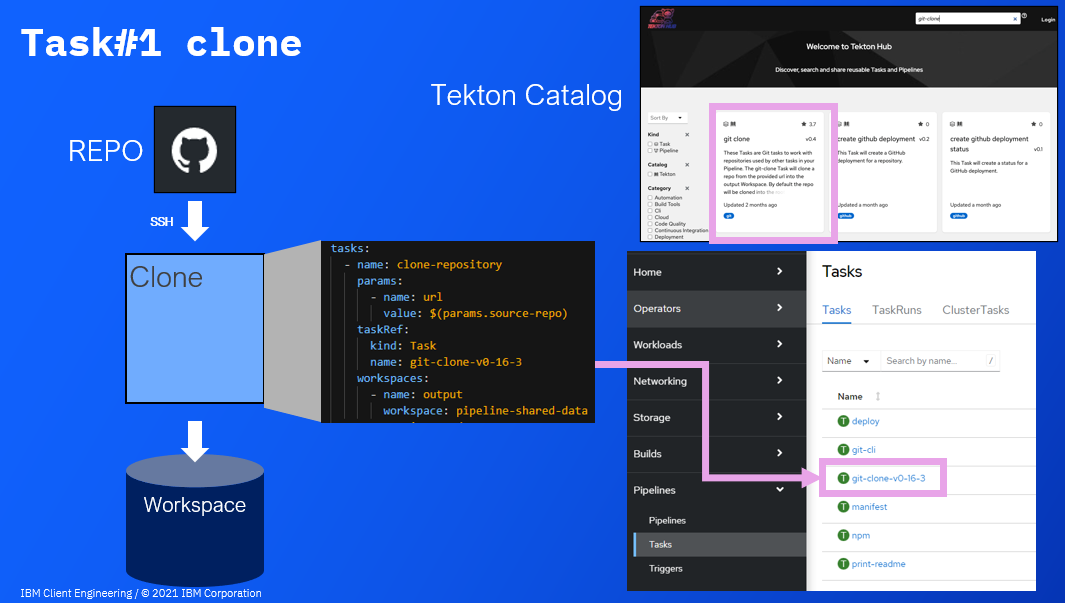 Task#1 clone
REPO
SSH
Clone
Workspace
tasks:
- name: clone-repository
params:
- name: url
value: $(params.source-repo)
taskRef:
kind: Task
name: git-clone-v0-16-3
workspaces:
- name: output
workspace: pipeline-shared-data
Tekton Catalog
TEKTON HUB
git-clone
Login
Welcome to Tekton Hub
Discover, search and share reusable Tasks and Pipelines
Sort By
Kind
Task
Pipeline
Catalog
Tekton
Category
Automation
Build Tools
Cli
Cloud
Code Quality
Continuous Integration
Deployment
3.7
git clone
v0.4
These Tasks are Git tasks to work with
repositories used by other tasks in your
Pipeline. The git-clone Task will clone a
repo from the provided url into the
output Workspace. By default the repo
will be cloned into the
Updated 2 months ago
git
0
create github deployment
v0.2
This Task will create a GitHub
deployment for a repository.
Updated a month ago
github
0
create github deployment
status
v0.1
This Task will create a status for a
GitHub deployment.
Updated a month ago
github
Home
Operators
Workloads
Networking
Storage
Builds
Pipelines
Pipelines
Tasks
Triggers
Tasks
Tasks TaskRuns ClusterTasks
Name Search by name... /
Name
T deploy
T git-cli
T git-clone-v0-16-3
T manifest
T npm
T print-readme
IBM Client Engineering / © 2021 IBM Corporation